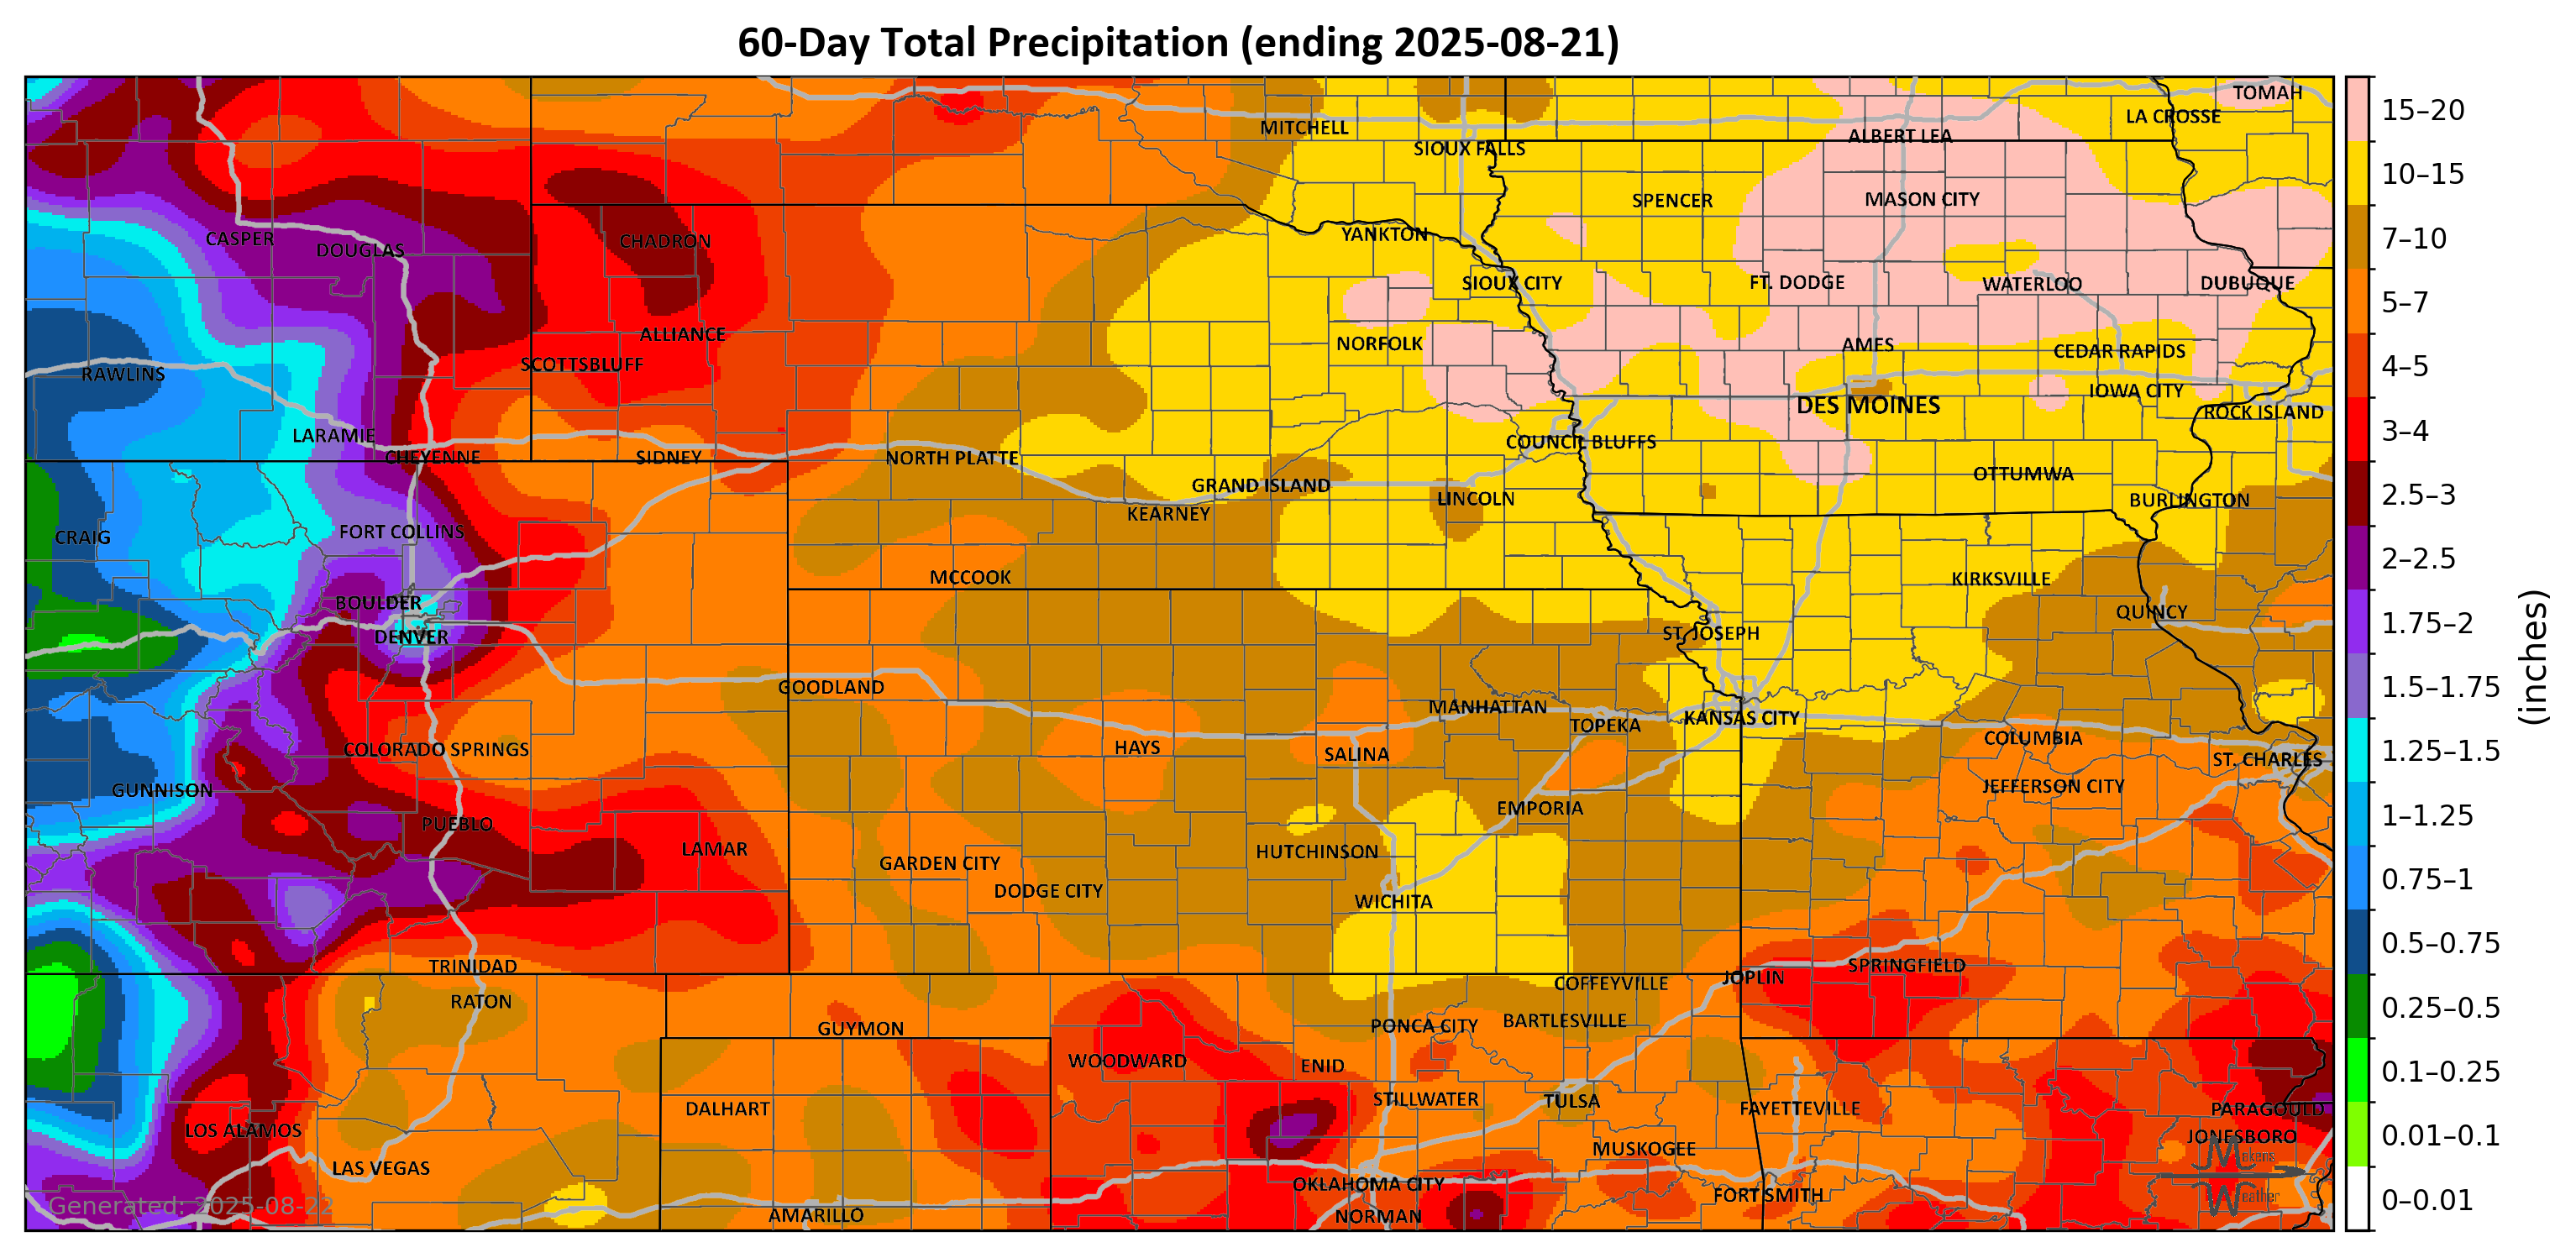 60-Day Total Precipitation (ending 2025-08-21)
TOMAH
LA CROSSE
MITCHELL
ALBERT LEA
SIOUX FALLS
SPENCER
MASON CITY
CASPER
YANKTON
CHADRON
DOUGLAS
SIOUX CITY
FT. DODGE
WATERLOO
DUBUQUE
ALLIANCE
NORFOLK
AMES
CEDAR RAPIDS
SCOTTSBLUFF
RAWLINS
IOWA CITY
DES MOINES
ROCK ISLAND
LARAMIE
COUNCIL BLUFFS
CHEYENNE
SIDNEY
NORTH PLATTE
OTTUMWA
GRAND ISLAND
LINCOLN
BURLINGTON
KEARNEY
FORT COLLINS
CRAIG
MCCOOK
KIRKSVILLE
BOULDER
QUINCY
DENVER
ST. JOSEPH
GOODLAND
MANHATTAN
KANSAS CITY
TOPEKA
COLUMBIA
COLORADO SPRINGS
HAYS
SALINA
ST. CHARLES
GUNNISON
JEFFERSON CITY
EMPORIA
PUEBLO
LAMAR
HUTCHINSON
GARDEN CITY
DODGE CITY
WICHITA
TRINIDAD
SPRINGFIELD
JOPLIN
COFFEYVILLE
RATON
BARTLESVILLE
PONCA CITY
GUYMON
WOODWARD
ENID
STILLWATER
TULSA
DALHART
FAYETTEVILLE
PARAGOULD
LOS ALAMOS
JONESBORO
MUSKOGEE
LAS VEGAS
OKLAHOMA CITY
FORT SMITH
AMARILLO
NORMAN
Generated: 2025-08-22
Makens
Weather
15–20
10–15
7–10
5–7
4–5
3–4
2.5–3
2–2.5
1.75–2
1.5–1.75
1.25–1.5
1–1.25
0.75–1
0.5–0.75
0.25–0.5
0.1–0.25
0.01–0.1
0–0.01
(inches)